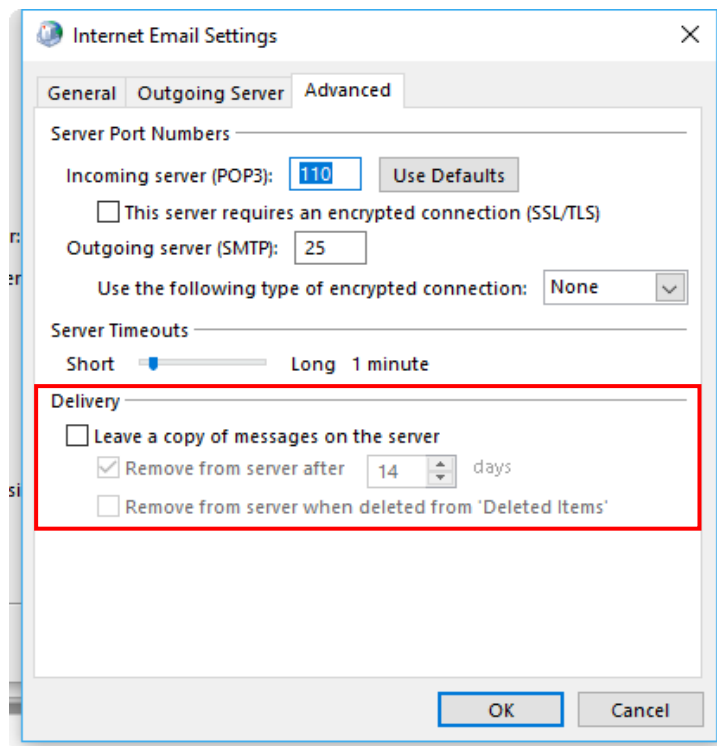 Internet Email Settings
General Outgoing Server Advanced
Server Port Numbers
Incoming server (POP3): 110 Use Defaults
This server requires an encrypted connection (SSL/TLS)
r:
Outgoing server (SMTP): 25
er
Use the following type of encrypted connection: None
Server Timeouts
Short Long 1 minute
Delivery
Leave a copy of messages on the server
Remove from server after 14 days
si
Remove from server when deleted from 'Deleted Items'
OK Cancel